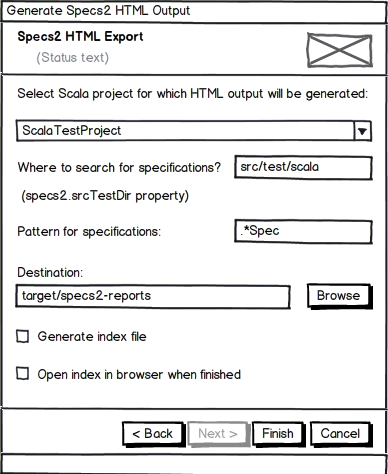 Generate Specs2 HTML Output
Specs2 HTML Export
(Status text)
Select Scala project for which HTML output will be generated:
ScalaTestProject
Where to search for specifications? src/test/scala
(specs2.srcTestDir property)
Pattern for specifications: .*Spec
Destination:
target/specs2-reports Browse
Generate index file
Open index in browser when finished
< Back Next > Finish Cancel